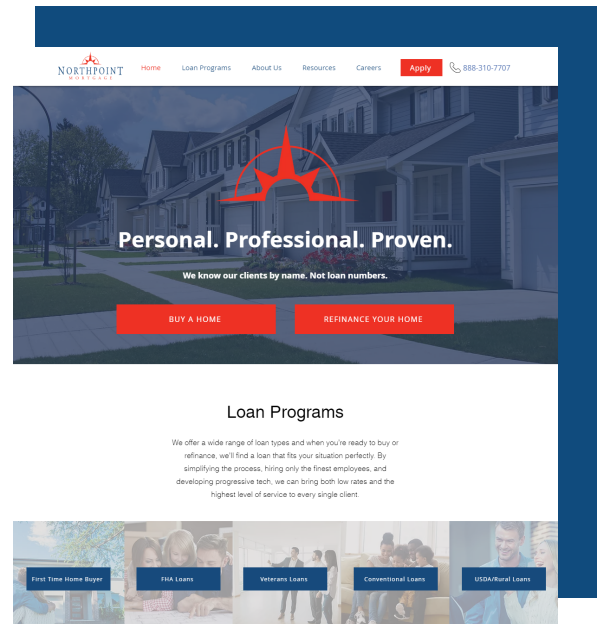 NORTHPOINT
MORTGAGE
Home
Loan Programs
About Us
Resources
Careers
Apply
888-310-7707
Personal. Professional. Proven.
We know our clients by name. Not loan numbers.
BUY A HOME
REFINANCE YOUR HOME
Loan Programs
We offer a wide range of loan types and when you're ready to buy or
refinance, we'll find a loan that fits your situation perfectly. By
simplifying the process, hiring only the finest employees, and
developing progressive tech, we can bring both low rates and the
highest level of service to every single client.
First Time Home Buyer
FHA Loans
Veterans Loans
Conventional Loans
USDA/Rural Loans